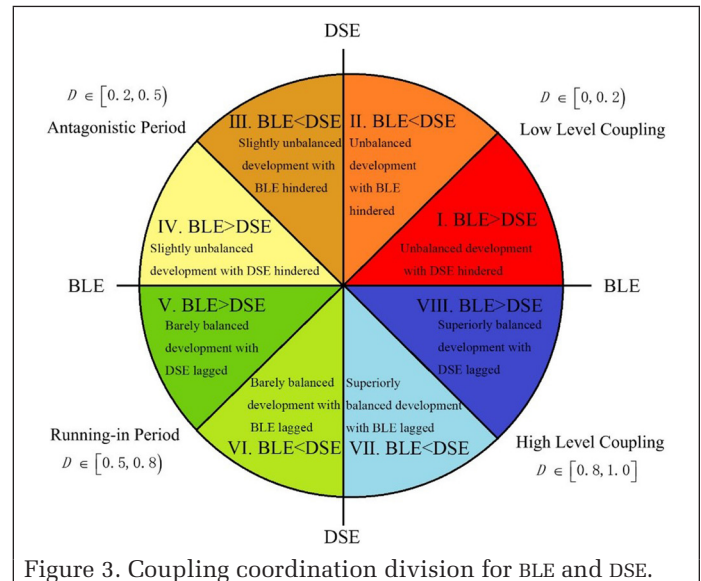 DSE
D ∈ [0.2, 0.5)
Antagonistic Period
D ∈ [0, 0.2)
Low Level Coupling
III. BLE<DSE
Slightly unbalanced
development with
BLE hindered
II. BLE<DSE
Unbalanced
development
with BLE
hindered
IV. BLE>DSE
Slightly unbalanced
development with DSE hindered
I. BLE>DSE
Unbalanced development
with DSE hindered
BLE
BLE
V. BLE>DSE
Barely balanced
development with
DSE lagged
VIII. BLE>DSE
Superiorly balanced
development with
DSE lagged
Barely balanced
development with
BLE lagged
VI. BLE<DSE
Superiorly
balanced development
with BLE lagged
VII. BLE<DSE
Running-in Period
D ∈ [0.5, 0.8)
High Level Coupling
D ∈ [0.8, 1.0]
DSE
Figure 3. Coupling coordination division for BLE and DSE.